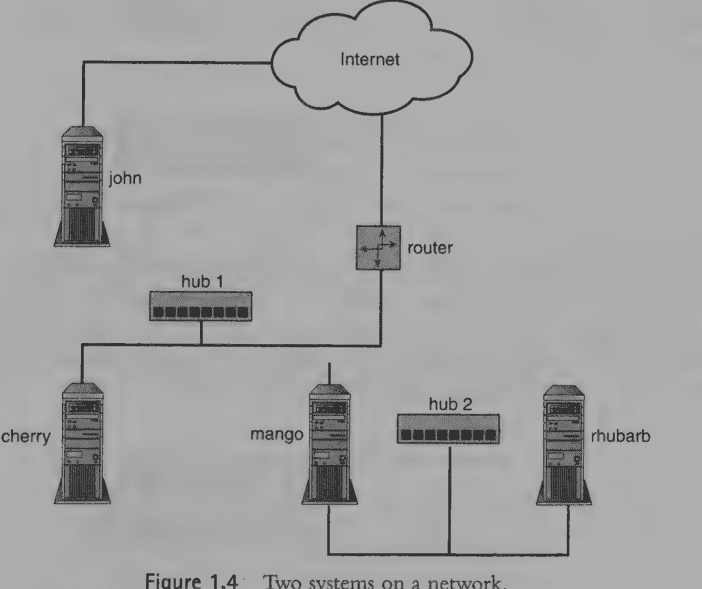 Internet
john
router
hub 1
cherry
mango
hub 2
rhubarb
Figure 1.4 Two systems on a network.